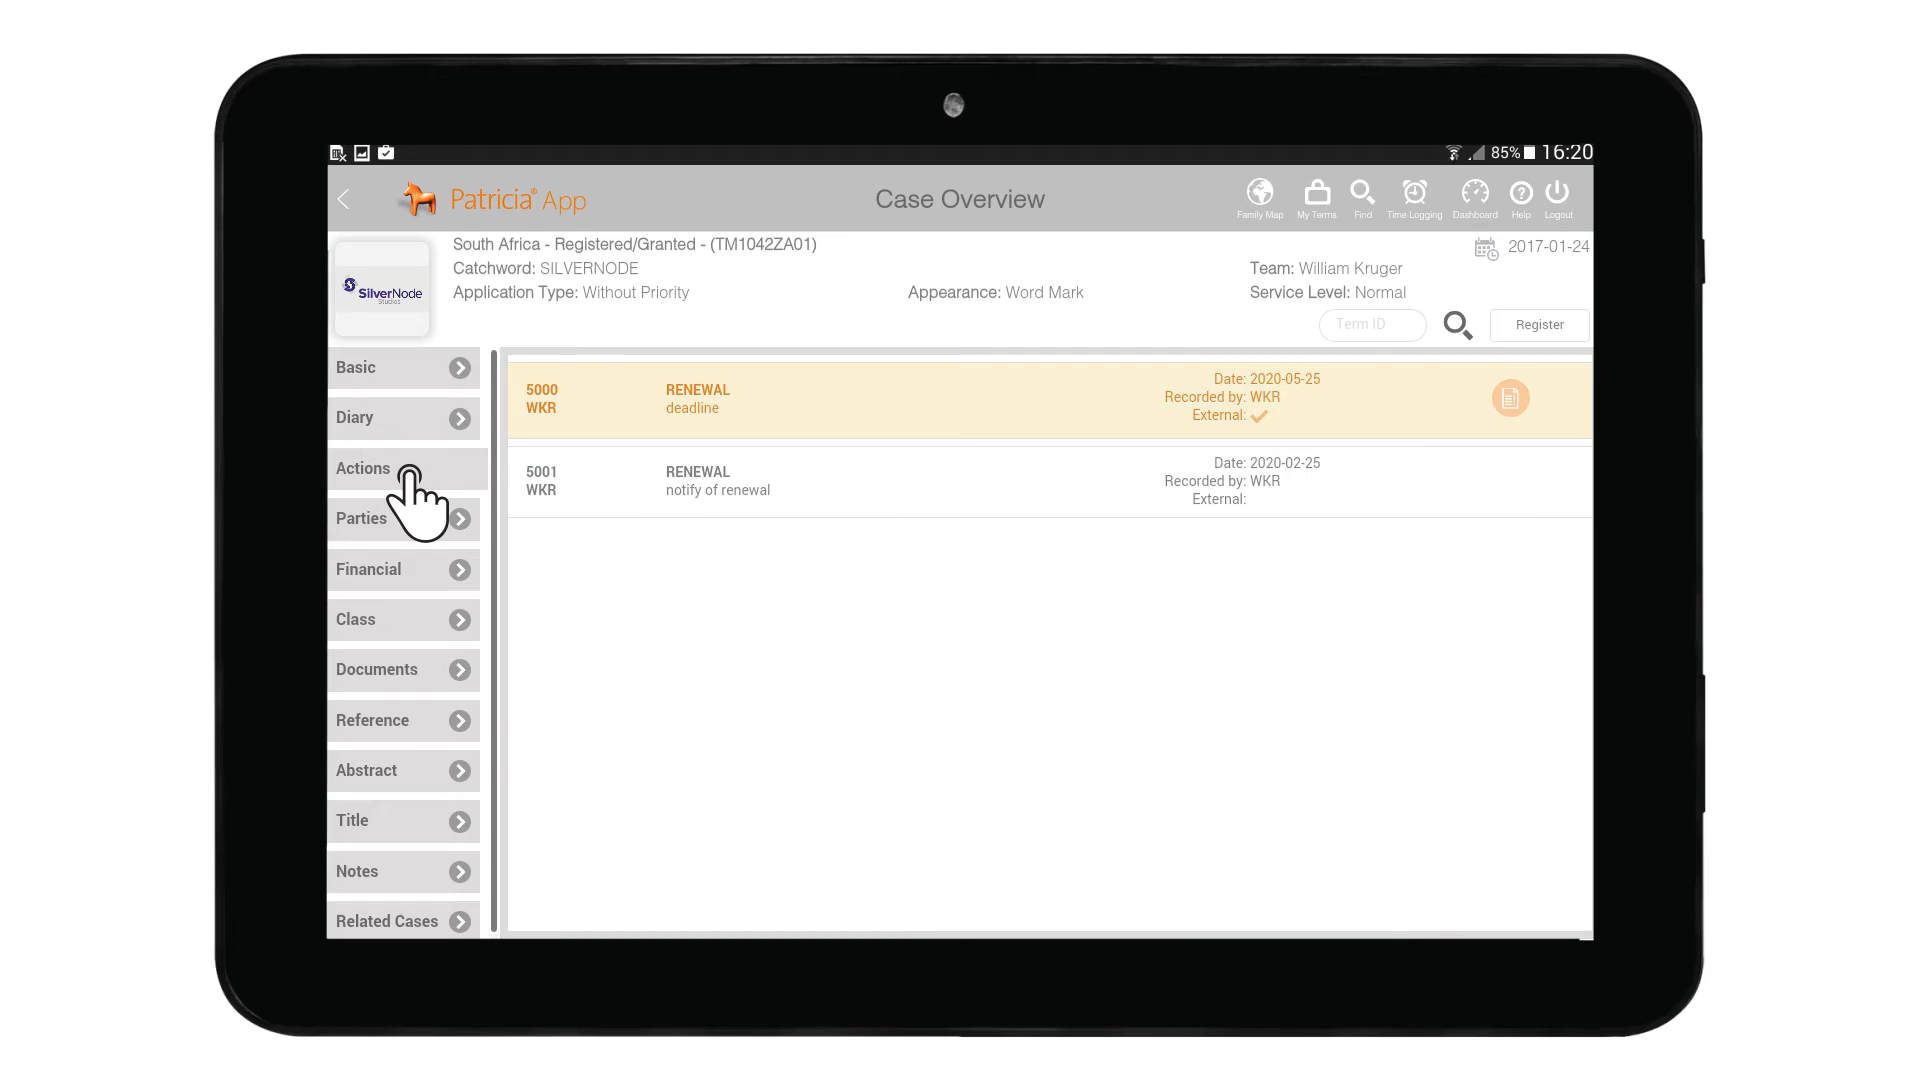 85% 16:20
Patricia® App
Case Overview
Family Map
My Terms
Find
Time Logging
Dashboard
Help
Logout
SilverNode
Studios
South Africa - Registered/Granted - (TM1042ZA01)
2017-01-24
Catchword: SILVERNODE
Team: William Kruger
Application Type: Without Priority
Appearance: Word Mark
Service Level: Normal
Term ID
Register
Basic
Diary
Actions
Parties
Financial
Class
Documents
Reference
Abstract
Title
Notes
Related Cases
5000
WKR
RENEWAL
deadline
Date: 2020-05-25
Recorded by: WKR
External:
5001
WKR
RENEWAL
notify of renewal
Date: 2020-02-25
Recorded by: WKR
External: